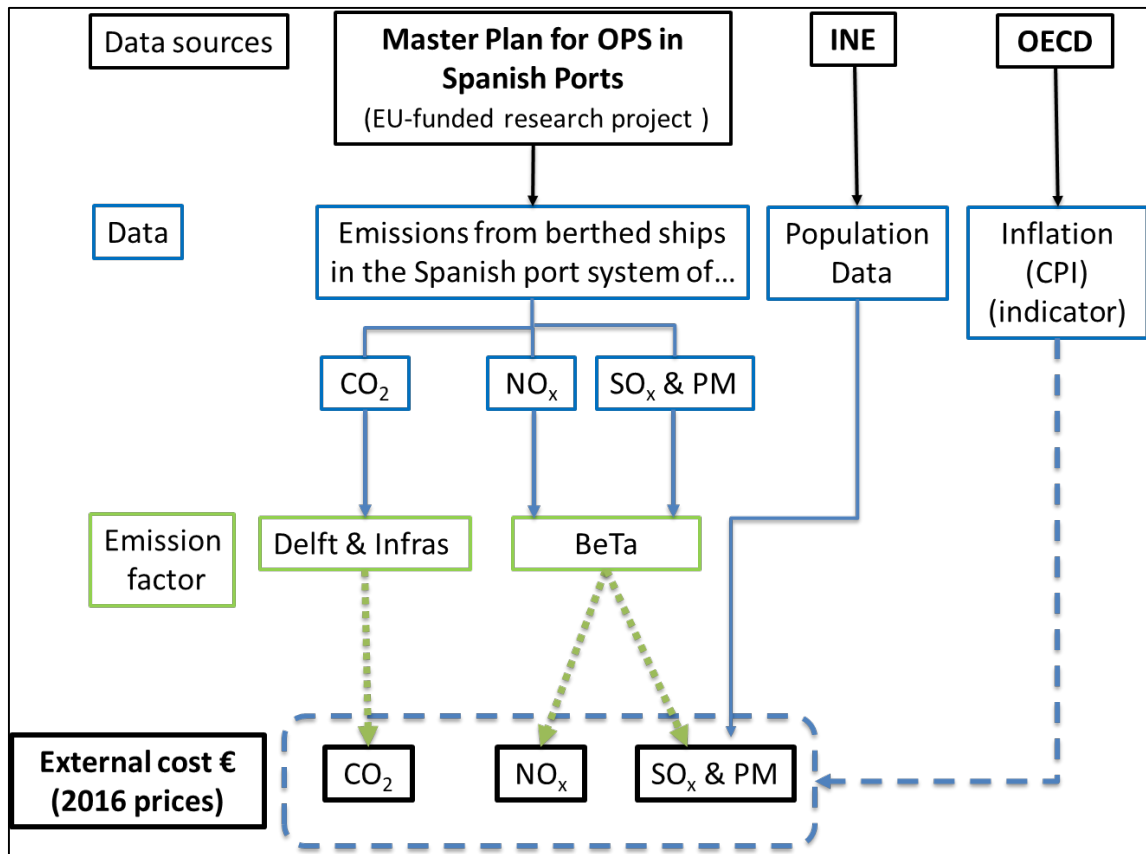 Data sources
Master Plan for OPS in
Spanish Ports
(EU-funded research project )
INE
OECD
Data
Emissions from berthed ships
in the Spanish port system of…
Population
Data
Inflation
(CPI)
(indicator)
CO₂
NOₓ
SOₓ & PM
Emission
factor
Delft & Infras
BeTa
External cost €
(2016 prices)
CO₂
NOₓ
SOₓ & PM